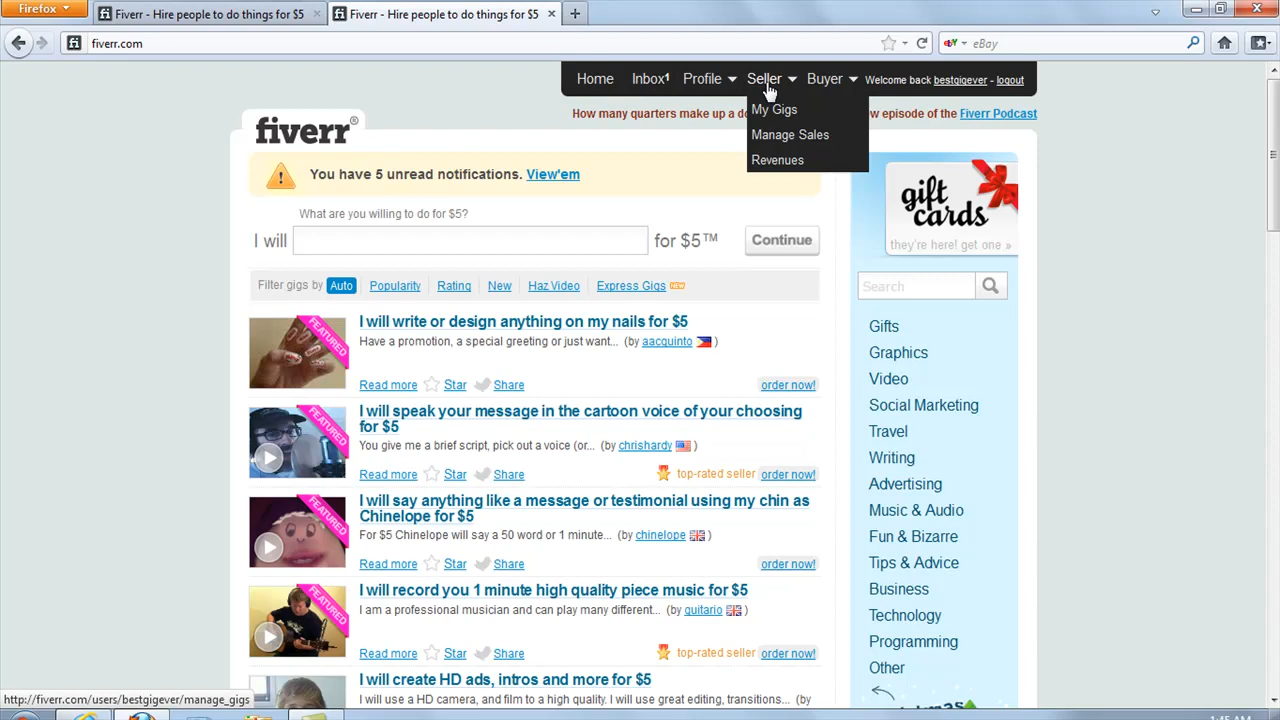 Firefox
Fiverr - Hire people to do things for $5
Fiverr - Hire people to do things for $5
fiverr.com
eBay
Home
Inbox1
Profile
Seller
Buyer
Welcome back bestgigever - logout
My Gigs
Manage Sales
Revenues
How many quarters make up a do
w episode of the Fiverr Podcast
fiverr®
You have 5 unread notifications. View'em
What are you willing to do for $5?
I will
for $5™
Continue
Filter gigs by Auto Popularity Rating New Haz Video Express Gigs NEW
FEATURED
I will write or design anything on my nails for $5
Have a promotion, a special greeting or just want... (by aacquinto )
Read more Star Share order now!
FEATURED
I will speak your message in the cartoon voice of your choosing
for $5
You give me a brief script, pick out a voice (or... (by chrishardy )
Read more Star Share top-rated seller order now!
FEATURED
I will say anything like a message or testimonial using my chin as
Chinelope for $5
For $5 Chinelope will say a 50 word or 1 minute... (by chinelope )
Read more Star Share order now!
FEATURED
I will record you 1 minute high quality piece music for $5
I am a professional musician and can play many different... (by quitario )
Read more Star Share top-rated seller order now!
I will create HD ads, intros and more for $5
I will use a HD camera, and film to a high quality. I will use great editing, transitions... (by
gift
cards
they're here! get one »
Search
Gifts
Graphics
Video
Social Marketing
Travel
Writing
Advertising
Music & Audio
Fun & Bizarre
Tips & Advice
Business
Technology
Programming
Other
http://fiverr.com/users/bestgigever/manage_gigs